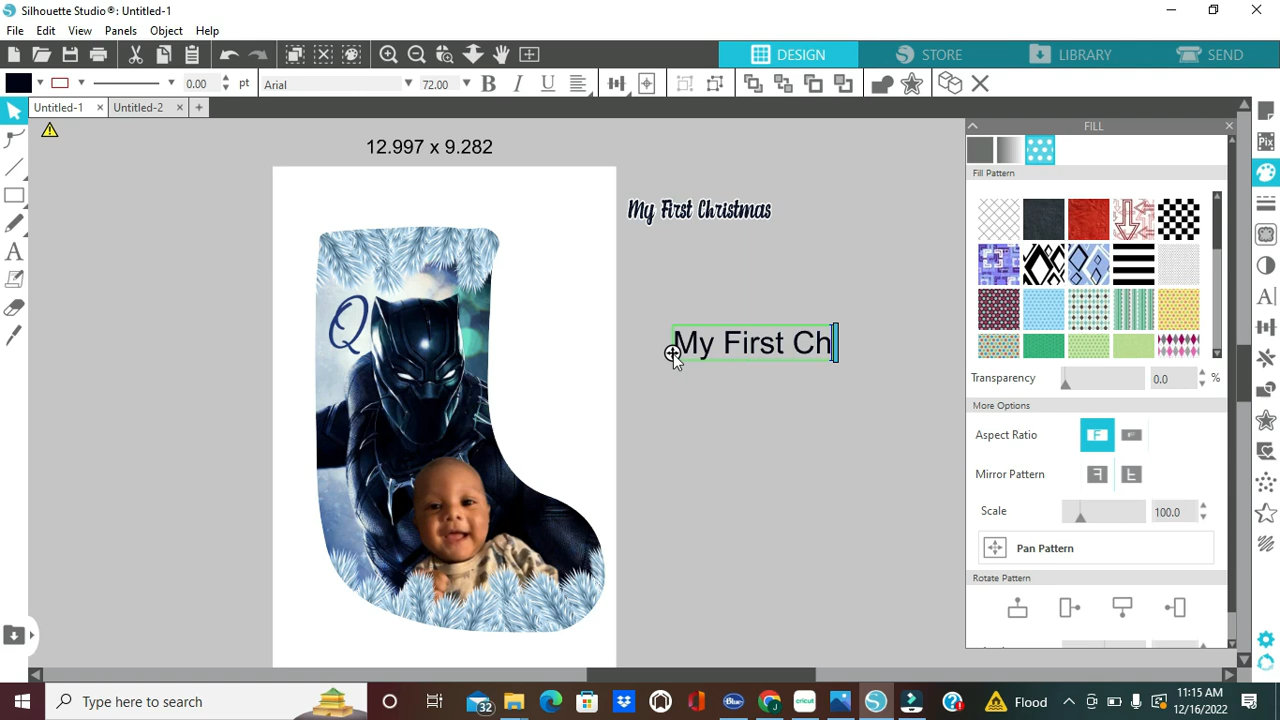 Silhouette Studio®: Untitled-1
File Edit View Panels Object Help
DESIGN STORE LIBRARY SEND
0.00 pt Arial 72.00 B I U
Untitled-1 × Untitled-2 × +
FILL
12.997 x 9.282
Fill Pattern
My First Christmas
Q
My First Ch
Transparency 0.0 %
More Options
Aspect Ratio
Mirror Pattern
Scale 100.0
Pan Pattern
Rotate Pattern
Type here to search
32
Blue
cricut
Flood
11:15 AM
12/16/2022